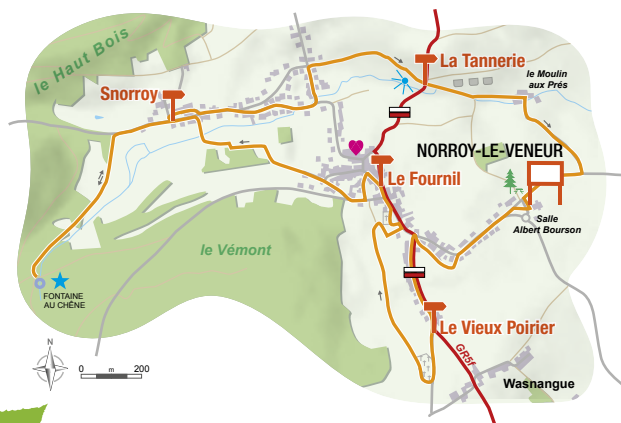 le Haut Bois
La Tannerie
Snorroy
le Moulin
aux Prés
NORROY-LE-VENEUR
Le Fournil
Salle
Albert Bourson
le Vémont
FONTAINE
AU CHÊNE
Le Vieux Poirier
GR5f
N
0 m 200
Wasnangue